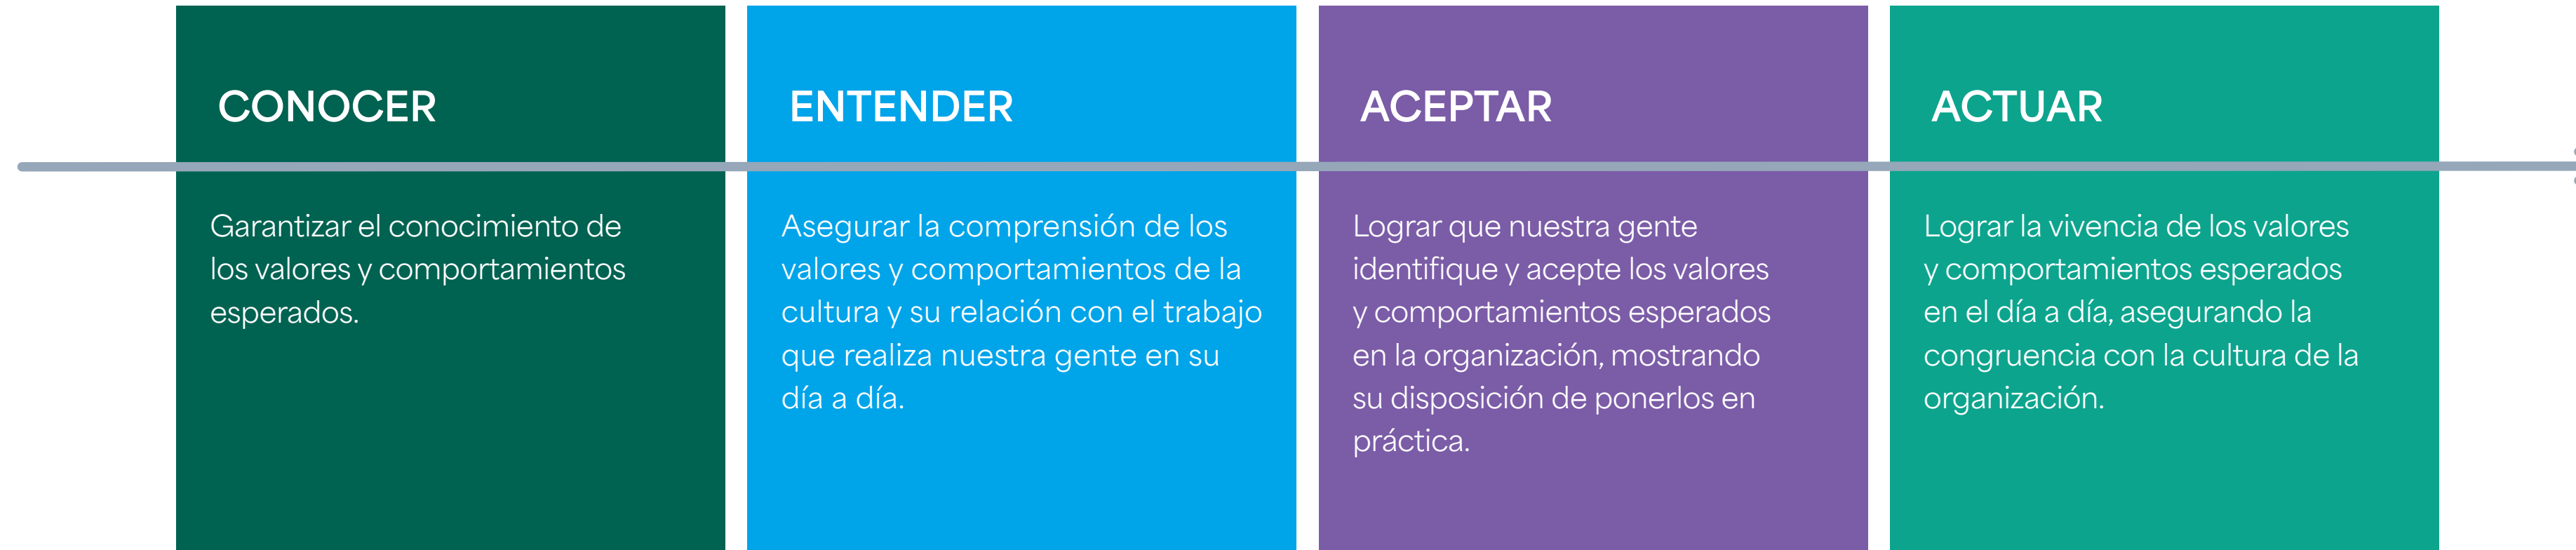 CONOCER
Garantizar el conocimiento de
los valores y comportamientos
esperados.
ENTENDER
Asegurar la comprensión de los
valores y comportamientos de la
cultura y su relación con el trabajo
que realiza nuestra gente en su
día a día.
ACEPTAR
Lograr que nuestra gente
identifique y acepte los valores
y comportamientos esperados
en la organización, mostrando
su disposición de ponerlos en
práctica.
ACTUAR
Lograr la vivencia de los valores
y comportamientos esperados
en el día a día, asegurando la
congruencia con la cultura de la
organización.